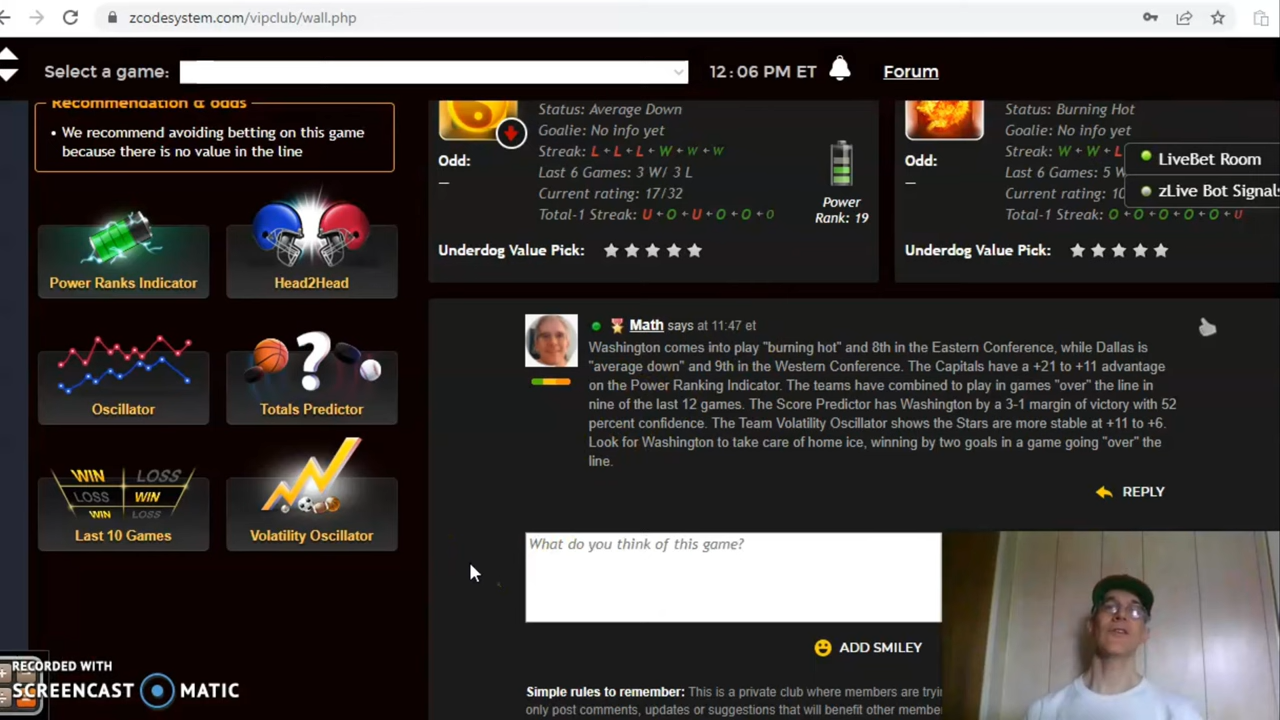 zcodesystem.com/vipclub/wall.php
Select a game:
12:06 PM ET
Forum
Recommendation & odds
• We recommend avoiding betting on this game
because there is no value in the line
Power Ranks Indicator
Head2Head
Oscillator
Totals Predictor
WIN LOSS
LOSS WIN
WIN LOSS
Last 10 Games
Volatility Oscillator
Status: Average Down
Goalie: No info yet
Odd:
–
Streak: L ← L ← L ← W ← W ← W
Last 6 Games: 3 W/ 3 L
Current rating: 17/32
Total-1 Streak: U ← O ← U ← O ← O ← O
Power
Rank: 19
Underdog Value Pick: ★ ★ ★ ★ ★
Status: Burning Hot
Goalie: No info yet
Odd:
–
Streak: W ← W ← L
Last 6 Games: 5 W
Current rating: 10
Total-1 Streak: O ← O ← O ← O ← O ← U
Underdog Value Pick: ★ ★ ★ ★ ★
LiveBet Room
zLive Bot Signals
Math says at 11:47 et
Washington comes into play "burning hot" and 8th in the Eastern Conference, while Dallas is
"average down" and 9th in the Western Conference. The Capitals have a +21 to +11 advantage
on the Power Ranking Indicator. The teams have combined to play in games "over" the line in
nine of the last 12 games. The Score Predictor has Washington by a 3-1 margin of victory with 52
percent confidence. The Team Volatility Oscillator shows the Stars are more stable at +11 to +6.
Look for Washington to take care of home ice, winning by two goals in a game going "over" the
line.
REPLY
What do you think of this game?
ADD SMILEY
Simple rules to remember: This is a private club where members are tryi
only post comments, updates or suggestions that will benefit other membe
RECORDED WITH
SCREENCAST MATIC